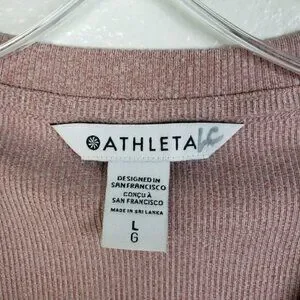 ATHLETA
DESIGNED IN
SAN FRANCISCO
CONÇU À
SAN FRANCISCO
MADE IN SRI LANKA
L
G